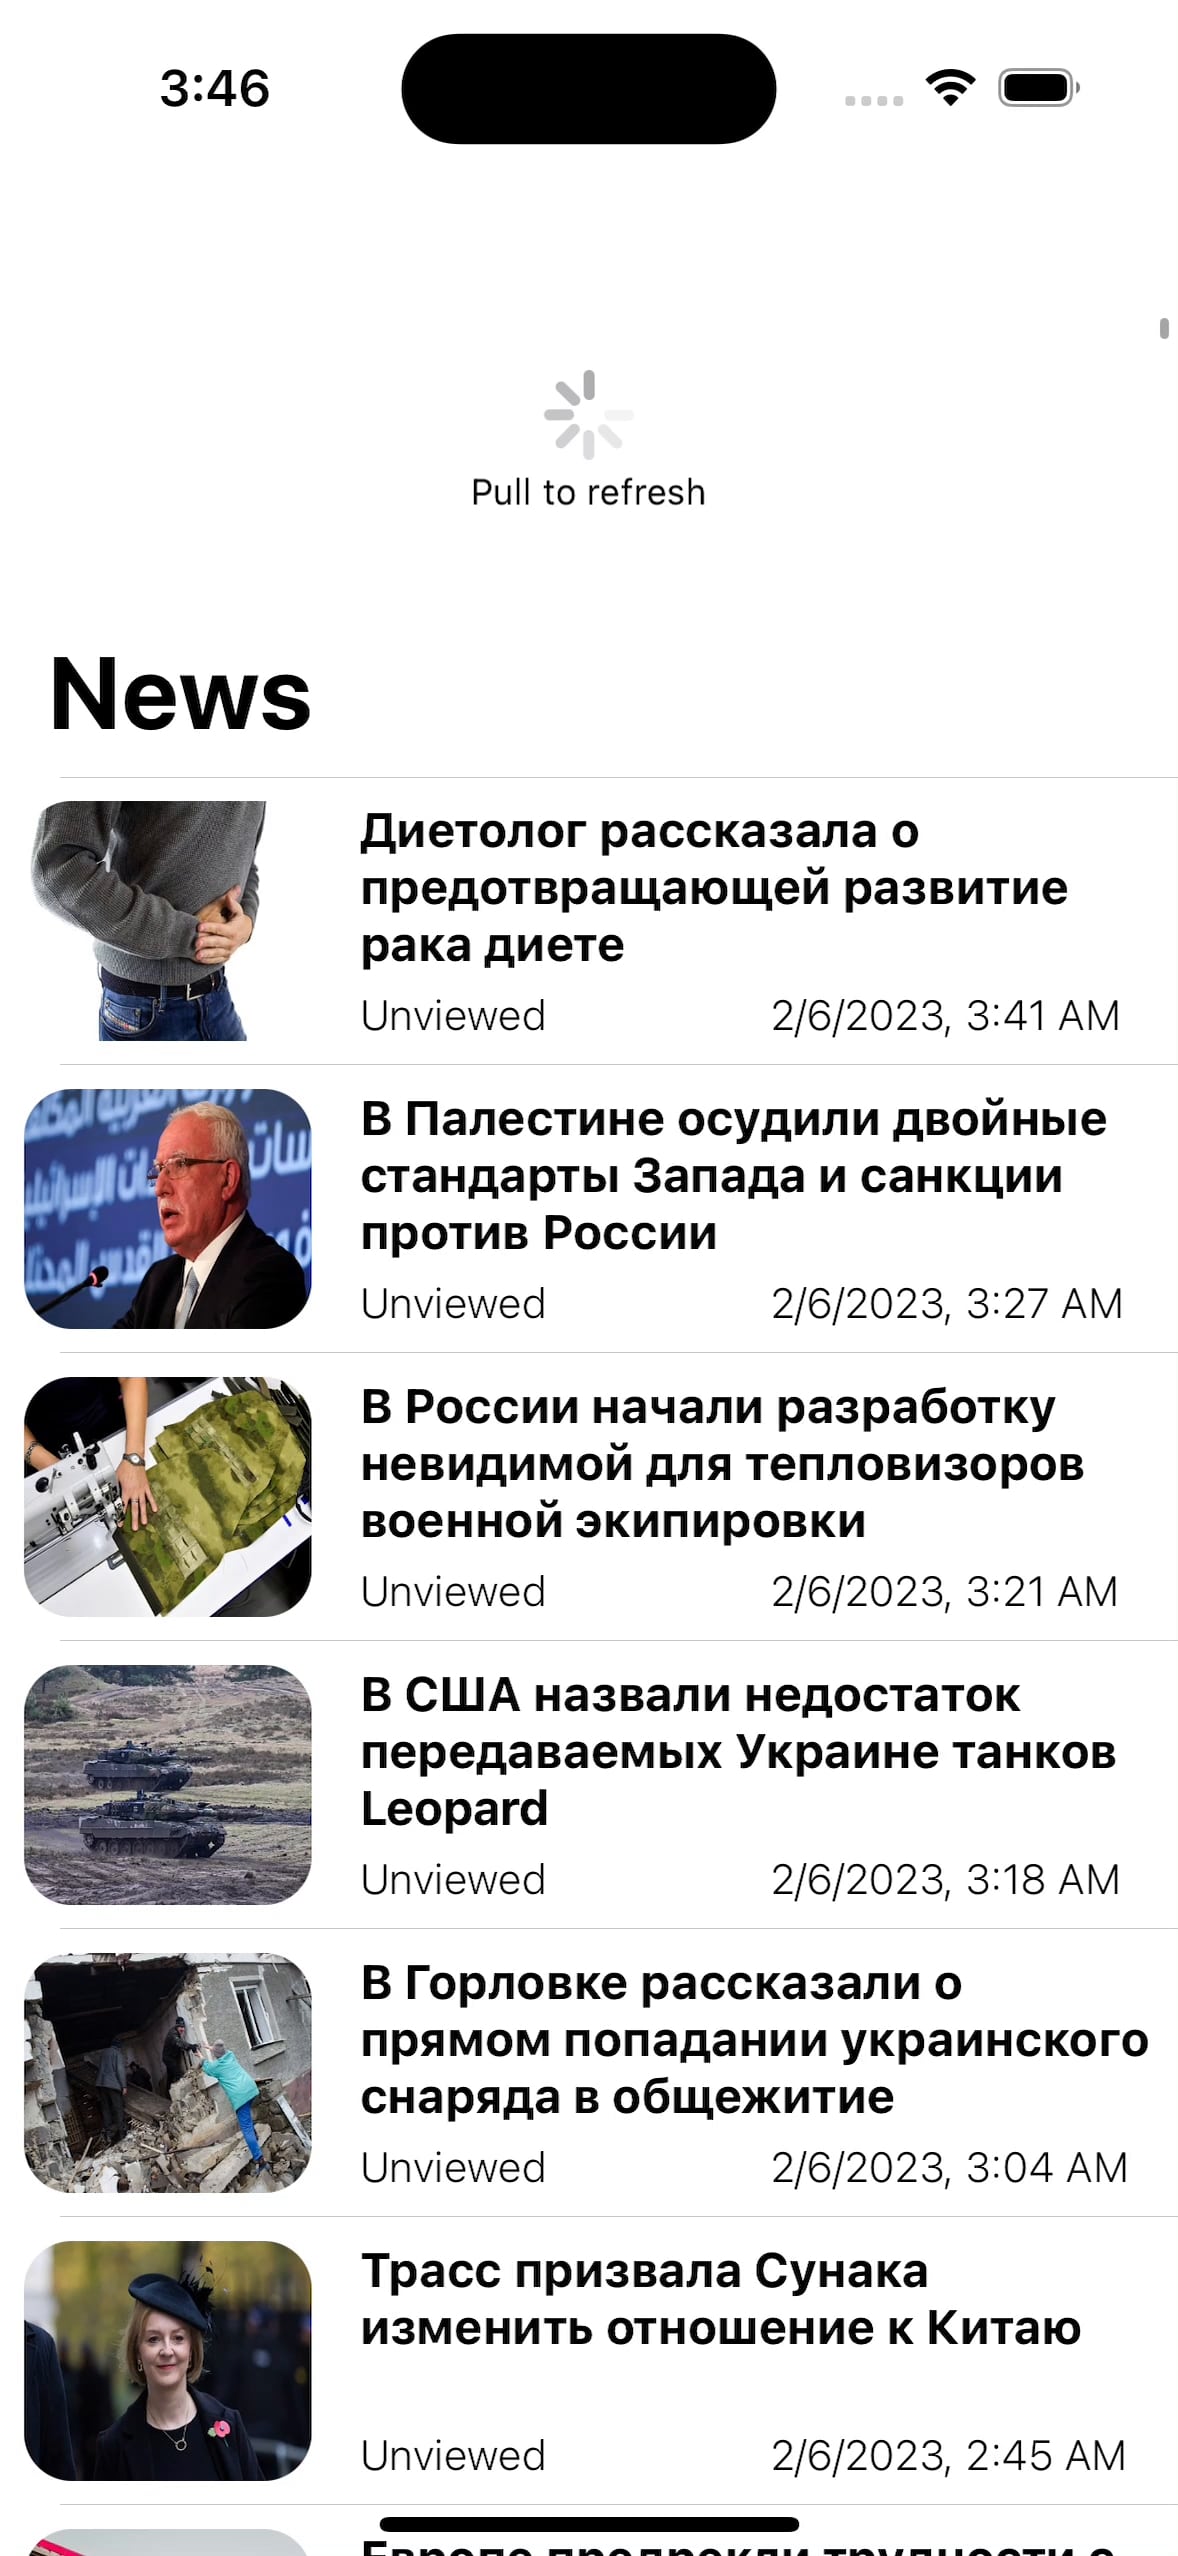 3:46
Pull to refresh
News
Диетолог рассказала о
предотвращающей развитие
рака диете
Unviewed 2/6/2023, 3:41 AM
В Палестине осудили двойные
стандарты Запада и санкции
против России
Unviewed 2/6/2023, 3:27 AM
В России начали разработку
невидимой для тепловизоров
военной экипировки
Unviewed 2/6/2023, 3:21 AM
В США назвали недостаток
передаваемых Украине танков
Leopard
Unviewed 2/6/2023, 3:18 AM
В Горловке рассказали о
прямом попадании украинского
снаряда в общежитие
Unviewed 2/6/2023, 3:04 AM
Трасс призвала Сунака
изменить отношение к Китаю
Unviewed 2/6/2023, 2:45 AM
Европе предрекли трудности с